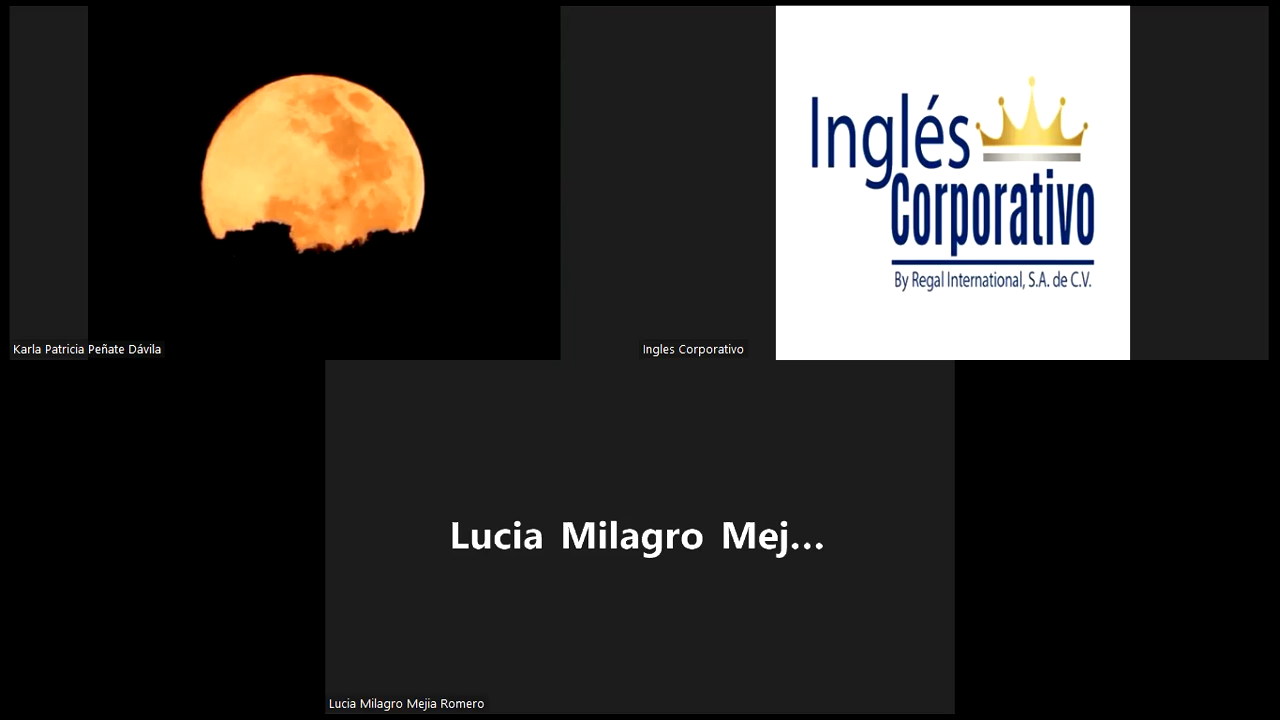 Inglés
Corporativo
By Regal International, S.A. de C.V.
Karla Patricia Peñate Dávila
Ingles Corporativo
Lucia Milagro Mej...
Lucia Milagro Mejia Romero